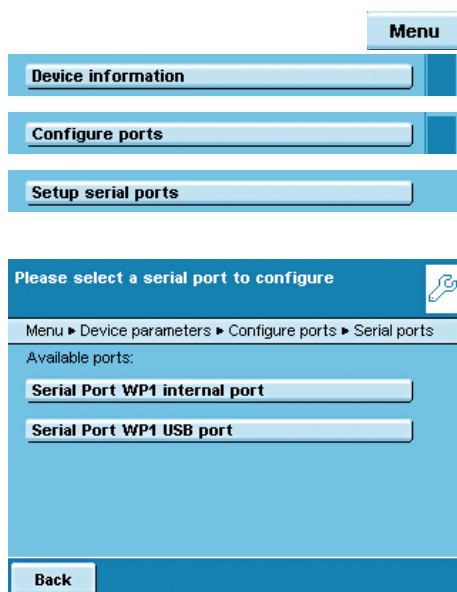 Menu
Device information
Configure ports
Setup serial ports
Please select a serial port to configure
Menu ▸ Device parameters ▸ Configure ports ▸ Serial ports
Available ports:
Serial Port WP1 internal port
Serial Port WP1 USB port
Back